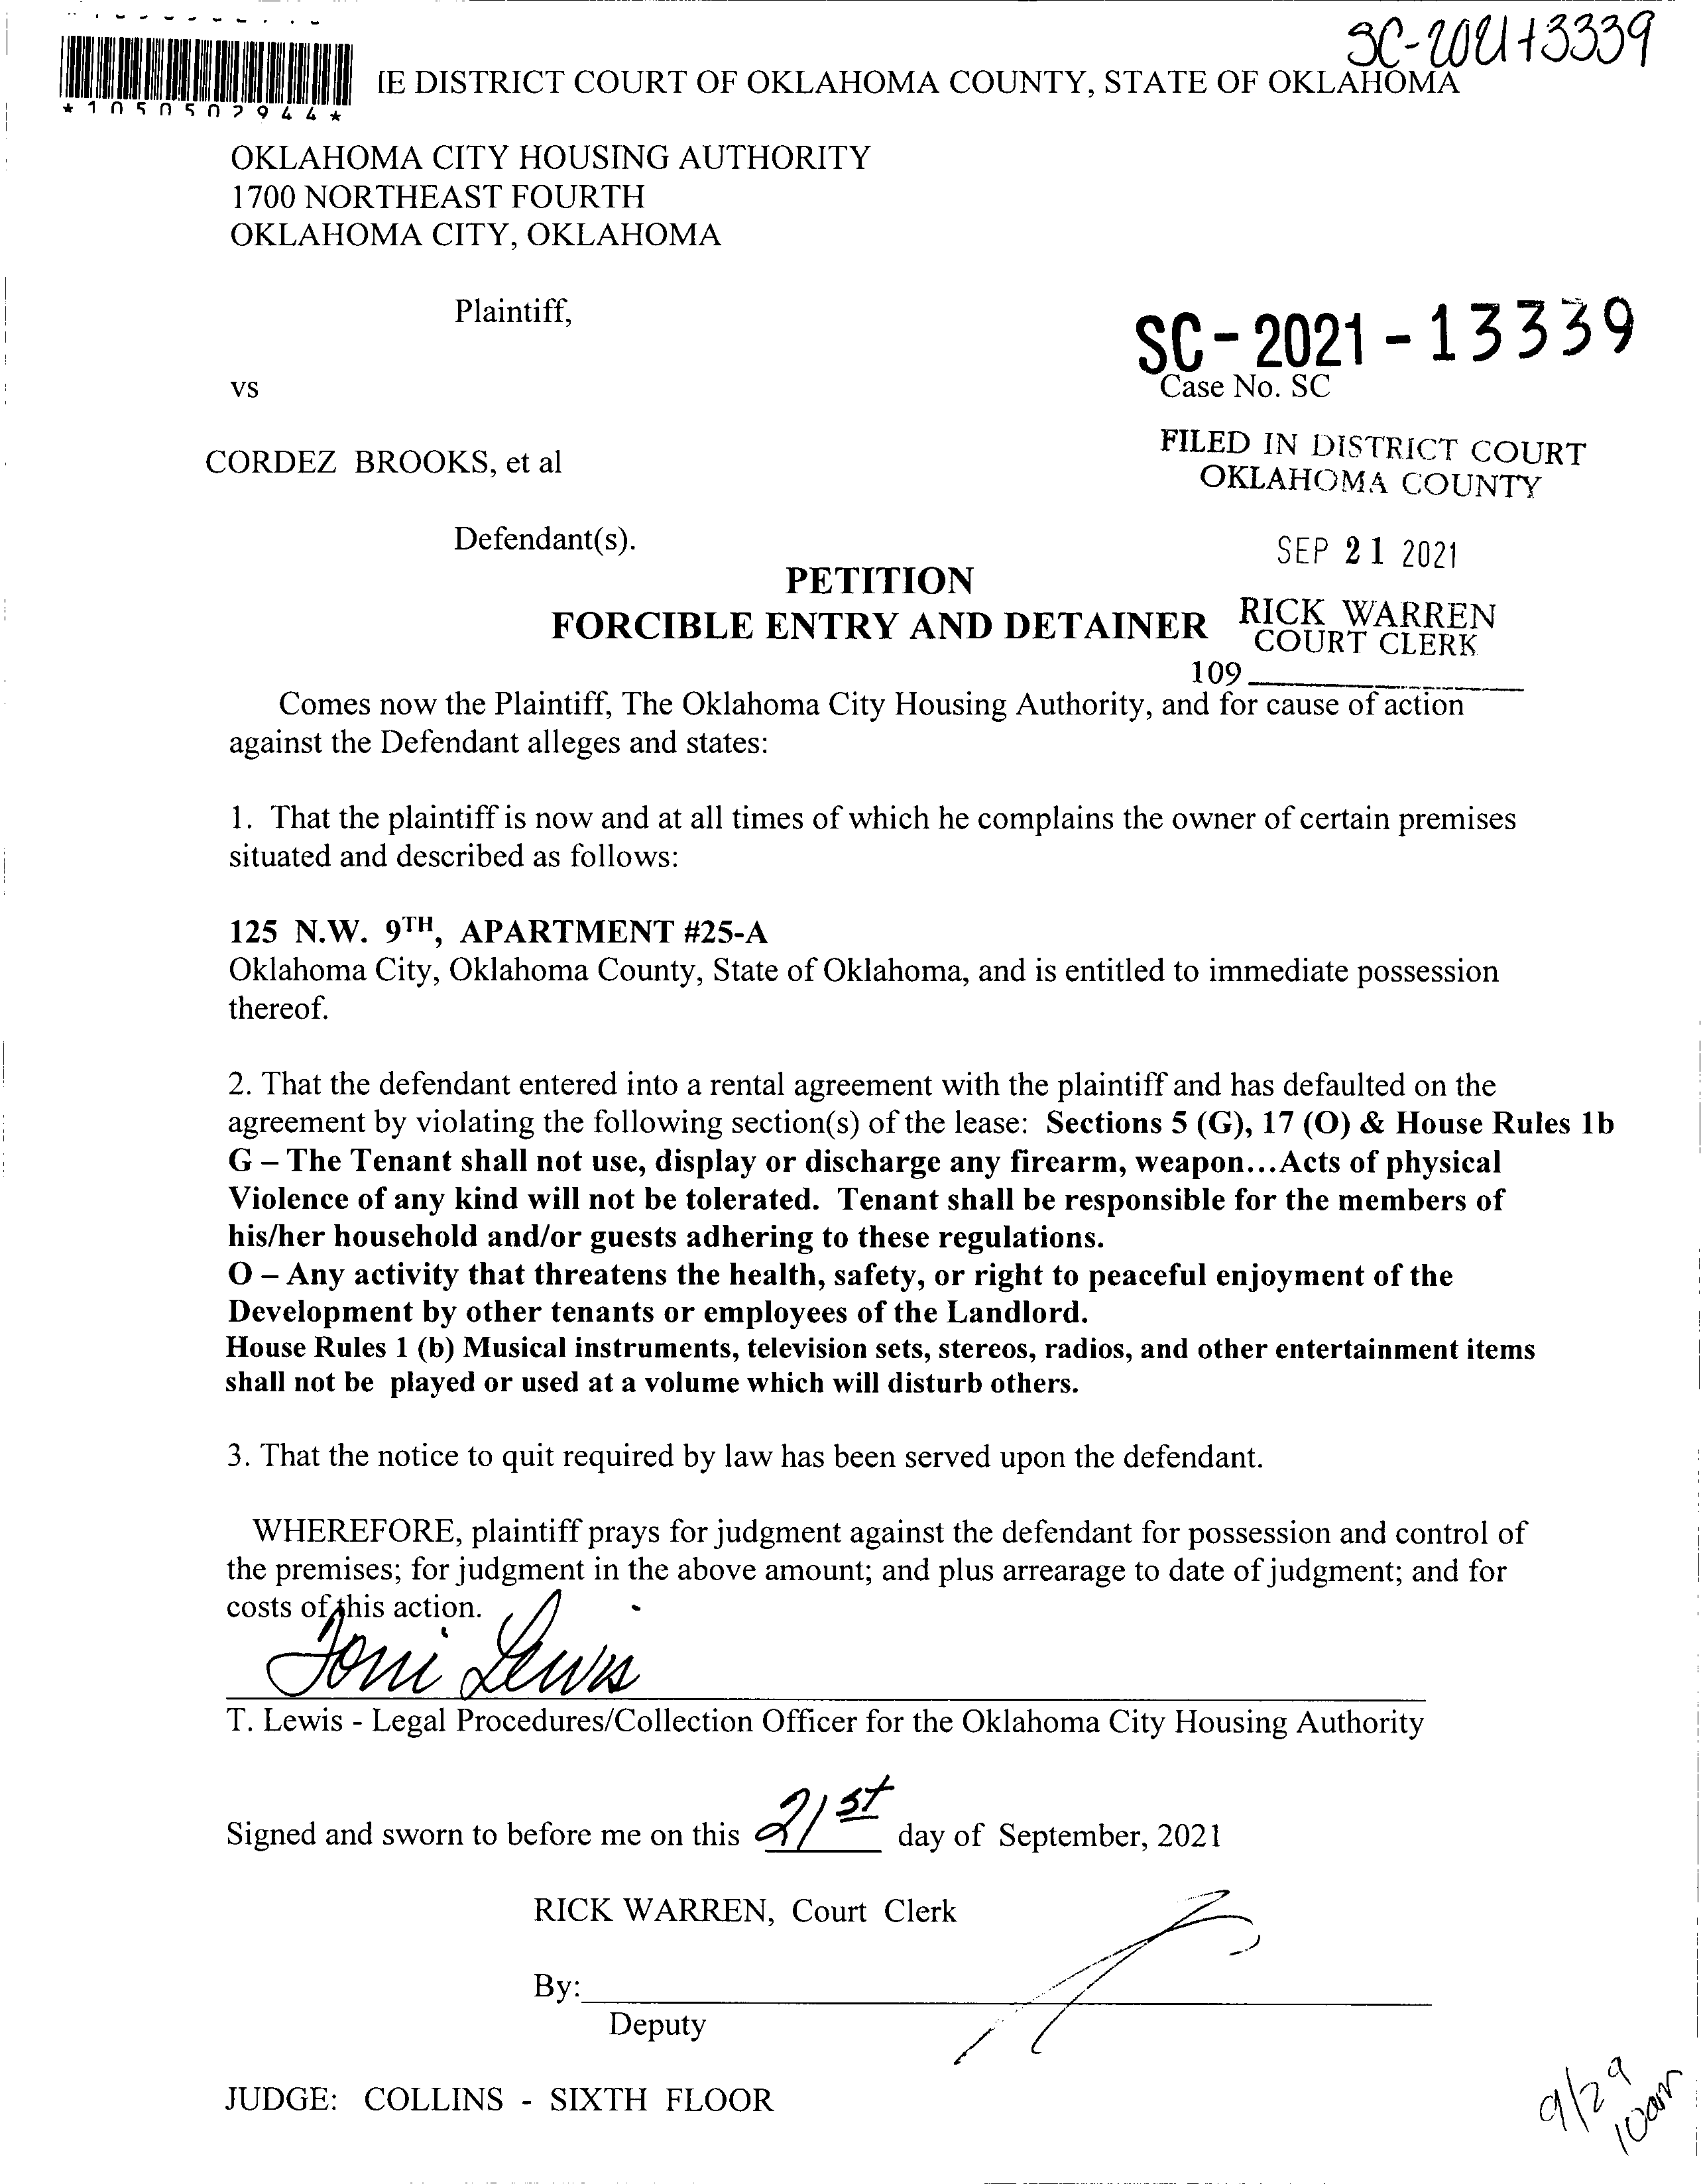 SC-2021-13339
*1050502944*
IE DISTRICT COURT OF OKLAHOMA COUNTY, STATE OF OKLAHOMA
OKLAHOMA CITY HOUSING AUTHORITY
1700 NORTHEAST FOURTH
OKLAHOMA CITY, OKLAHOMA
Plaintiff,
SC-2021-13339
vs
Case No. SC
CORDEZ BROOKS, et al
FILED IN DISTRICT COURT
OKLAHOMA COUNTY
Defendant(s).
SEP 21 2021
PETITION
FORCIBLE ENTRY AND DETAINER
RICK WARREN
COURT CLERK
109
Comes now the Plaintiff, The Oklahoma City Housing Authority, and for cause of action
against the Defendant alleges and states:
1. That the plaintiff is now and at all times of which he complains the owner of certain premises
situated and described as follows:
125 N.W. 9TH, APARTMENT #25-A
Oklahoma City, Oklahoma County, State of Oklahoma, and is entitled to immediate possession
thereof.
2. That the defendant entered into a rental agreement with the plaintiff and has defaulted on the
agreement by violating the following section(s) of the lease: Sections 5 (G), 17 (O) & House Rules 1b
G – The Tenant shall not use, display or discharge any firearm, weapon...Acts of physical
Violence of any kind will not be tolerated. Tenant shall be responsible for the members of
his/her household and/or guests adhering to these regulations.
O – Any activity that threatens the health, safety, or right to peaceful enjoyment of the
Development by other tenants or employees of the Landlord.
House Rules 1 (b) Musical instruments, television sets, stereos, radios, and other entertainment items
shall not be played or used at a volume which will disturb others.
3. That the notice to quit required by law has been served upon the defendant.
WHEREFORE, plaintiff prays for judgment against the defendant for possession and control of
the premises; for judgment in the above amount; and plus arrearage to date of judgment; and for
costs of this action.
Toni Lewis
T. Lewis - Legal Procedures/Collection Officer for the Oklahoma City Housing Authority
Signed and sworn to before me on this 21st day of September, 2021
RICK WARREN, Court Clerk
By:
Deputy
JUDGE: COLLINS - SIXTH FLOOR
9/29
10am